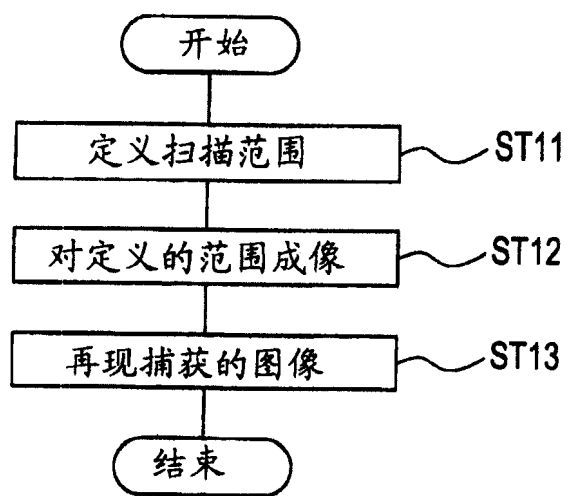 开始
定义扫描范围
ST11
对定义的范围成像
ST12
再现捕获的图像
ST13
结束